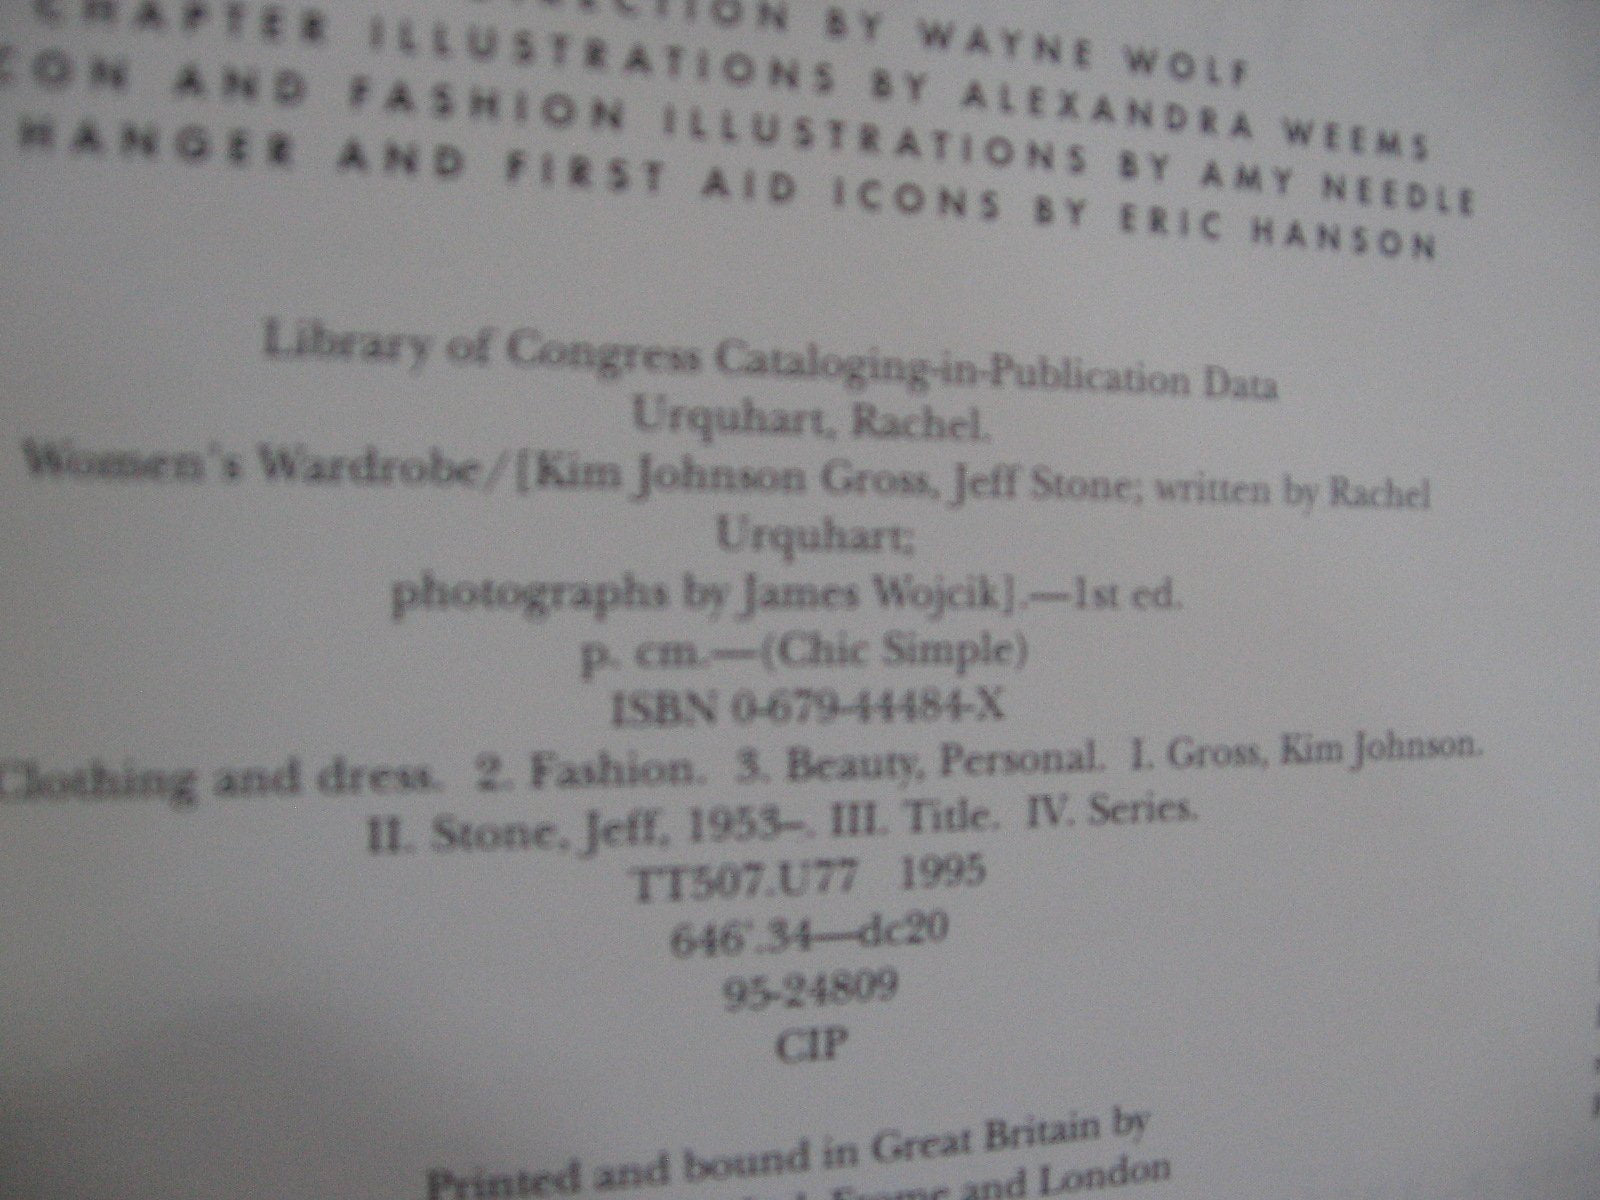 BY WAYNE WOLF
CHAPTER ILLUSTRATIONS BY ALEXANDRA WEEMS
AND FASHION ILLUSTRATIONS BY AMY NEEDLE
HANGER AND FIRST AID ICONS BY ERIC HANSON
Library of Congress Cataloging-in-Publication Data
Urquhart, Rachel.
Women's Wardrobe/[Kim Johnson Gross, Jeff Stone; written by Rachel
Urquhart;
photographs by James Wojcik].—1st ed.
p. cm.—(Chic Simple)
ISBN 0-679-44484-X
Clothing and dress. 2. Fashion. 3. Beauty, Personal. I. Gross, Kim Johnson.
II. Stone, Jeff, 1953–. III. Title. IV. Series.
TT507.U77 1995
646'.34—dc20
95-24809
CIP
Printed and bound in Great Britain by
Frome and London